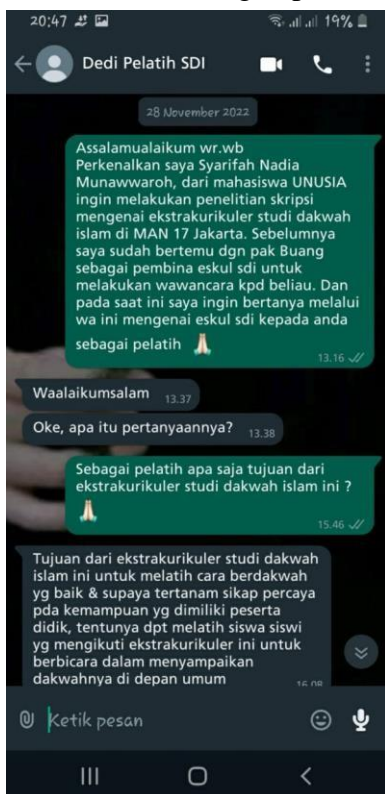 20:47
19%
Dedi Pelatih SDI
28 November 2022
Assalamualaikum wr.wb
Perkenalkan saya Syarifah Nadia
Munawwaroh, dari mahasiswa UNUSIA
ingin melakukan penelitian skripsi
mengenai ekstrakurikuler studi dakwah
islam di MAN 17 Jakarta. Sebelumnya
saya sudah bertemu dgn pak Buang
sebagai pembina eskul sdi untuk
melakukan wawancara kpd beliau. Dan
pada saat ini saya ingin bertanya melalui
wa ini mengenai eskul sdi kepada anda
sebagai pelatih 🙏🏻
13.16
Waalaikumsalam
13.37
Oke, apa itu pertanyaannya?
13.38
Sebagai pelatih apa saja tujuan dari
ekstrakurikuler studi dakwah islam ini ?
🙏🏻
15.46
Tujuan dari ekstrakurikuler studi dakwah
islam ini untuk melatih cara berdakwah
yg baik & supaya tertanam sikap percaya
pda kemampuan yg dimiliki peserta
didik, tentunya dpt melatih siswa siswi
yg mengikuti ekstrakurikuler ini untuk
berbicara dalam menyampaikan
dakwahnya di depan umum
16.08
Ketik pesan